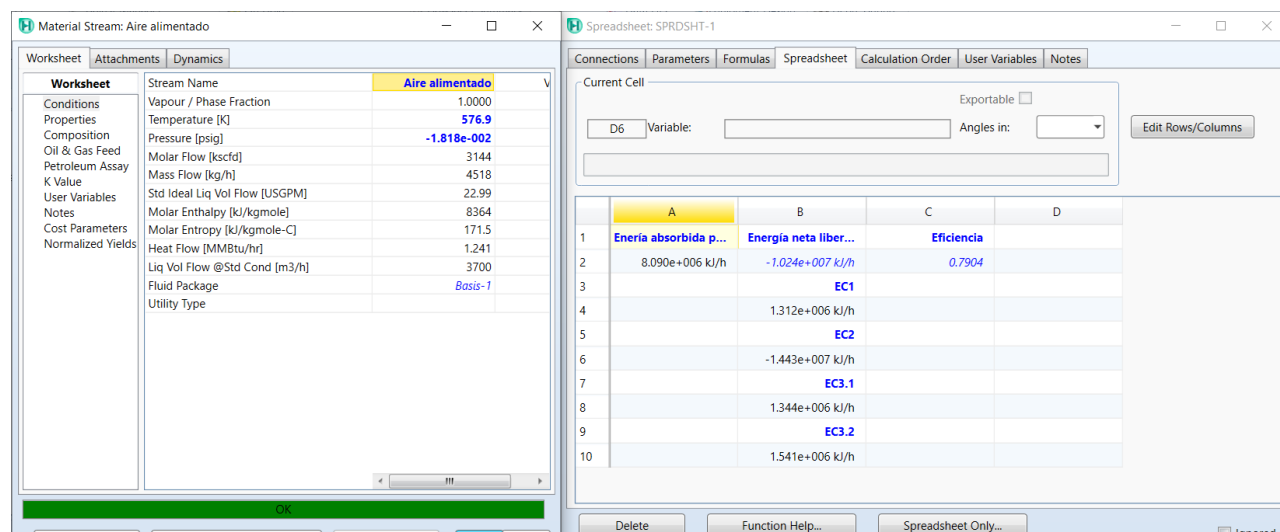 Material Stream: Aire alimentado
Worksheet Attachments Dynamics
Worksheet
Conditions
Properties
Composition
Oil & Gas Feed
Petroleum Assay
K Value
User Variables
Notes
Cost Parameters
Normalized Yields
Stream Name Aire alimentado V
Vapour / Phase Fraction 1.0000
Temperature [K] 576.9
Pressure [psig] -1.818e-002
Molar Flow [kscfd] 3144
Mass Flow [kg/h] 4518
Std Ideal Liq Vol Flow [USGPM] 22.99
Molar Enthalpy [kJ/kgmole] 8364
Molar Entropy [kJ/kgmole-C] 171.5
Heat Flow [MMBtu/hr] 1.241
Liq Vol Flow @Std Cond [m3/h] 3700
Fluid Package Basis-1
Utility Type
OK
Spreadsheet: SPRDSHT-1
Connections Parameters Formulas Spreadsheet Calculation Order User Variables Notes
Current Cell
Exportable
D6 Variable: Angles in:
Edit Rows/Columns
A B C D
1 Enería absorbida p... Energía neta liber... Eficiencia
2 8.090e+006 kJ/h -1.024e+007 kJ/h 0.7904
3 EC1
4 1.312e+006 kJ/h
5 EC2
6 -1.443e+007 kJ/h
7 EC3.1
8 1.344e+006 kJ/h
9 EC3.2
10 1.541e+006 kJ/h
Delete Function Help... Spreadsheet Only...